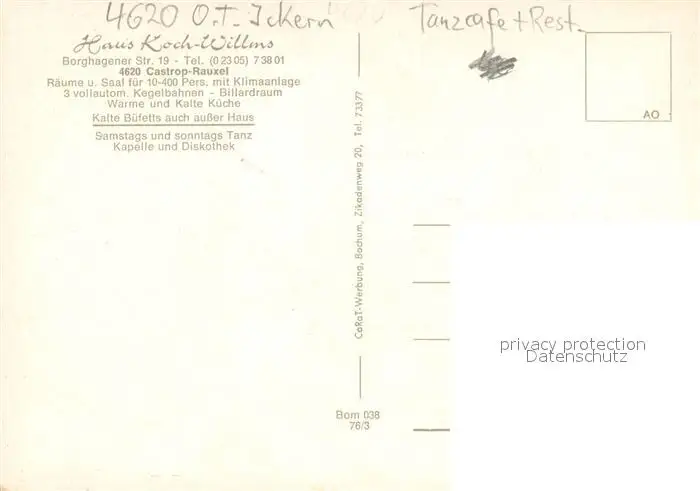 4620 O.T. Ickern
Tanzcafe + Rest.
Haus Koch-Willms
Borghagener Str. 19 - Tel. (0 23 05) 7 38 01
4620 Castrop-Rauxel
Räume u. Saal für 10-400 Pers. mit Klimaanlage
3 vollautom. Kegelbahnen - Billardraum
Warme und Kalte Küche
Kalte Büfetts auch außer Haus
Samstags und sonntags Tanz
Kapelle und Diskothek
CoRaT-Werbung, Bochum, Zikadenweg 20, Tel. 73377
Bom 038
76/3
AO
privacy protection
Datenschutz